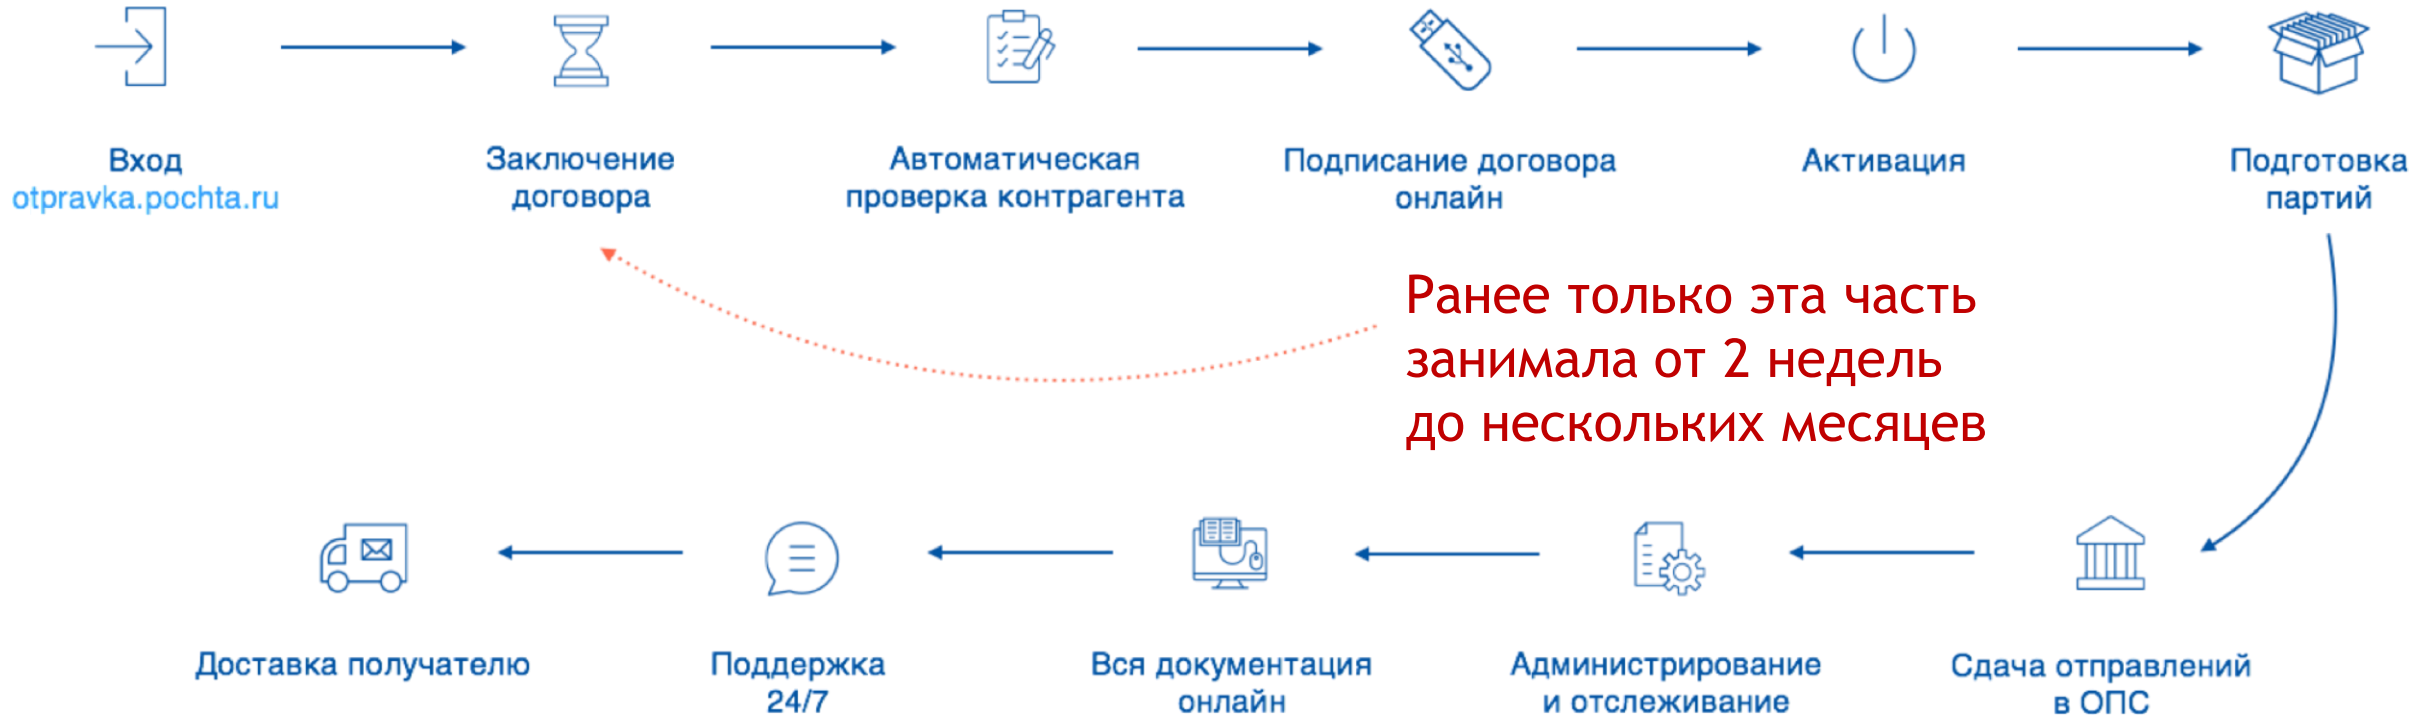 Вход
otpravka.pochta.ru
Заключение
договора
Автоматическая
проверка контрагента
Подписание договора
онлайн
Активация
Подготовка
партий
Ранее только эта часть
занимала от 2 недель
до нескольких месяцев
Доставка получателю
Поддержка
24/7
Вся документация
онлайн
Администрирование
и отслеживание
Сдача отправлений
в ОПС